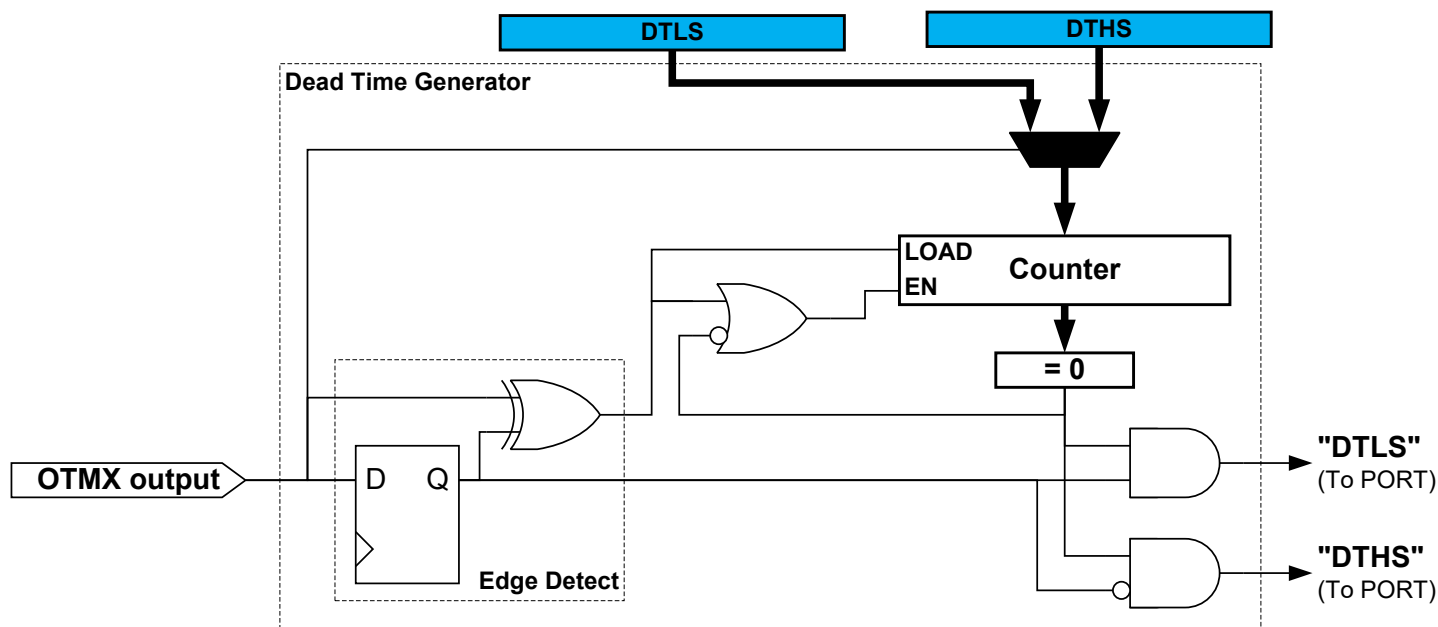 DTLS
DTHS
Dead Time Generator
LOAD
Counter
EN
= 0
OTMX output
D
Q
Edge Detect
"DTLS"
(To PORT)
"DTHS"
(To PORT)